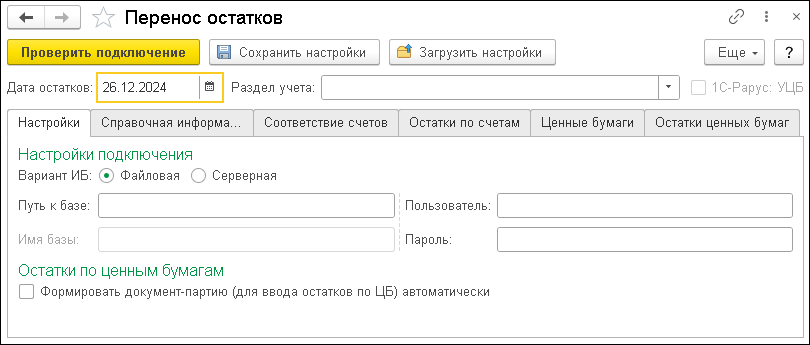 Перенос остатков
Проверить подключение Сохранить настройки Загрузить настройки Еще ?
Дата остатков: 26.12.2024 Раздел учета: 1С-Рарус: УЦБ
Настройки Справочная информа... Соответствие счетов Остатки по счетам Ценные бумаги Остатки ценных бумаг
Настройки подключения
Вариант ИБ: Файловая Серверная
Путь к базе: Пользователь:
Имя базы: Пароль:
Остатки по ценным бумагам
Формировать документ-партию (для ввода остатков по ЦБ) автоматически